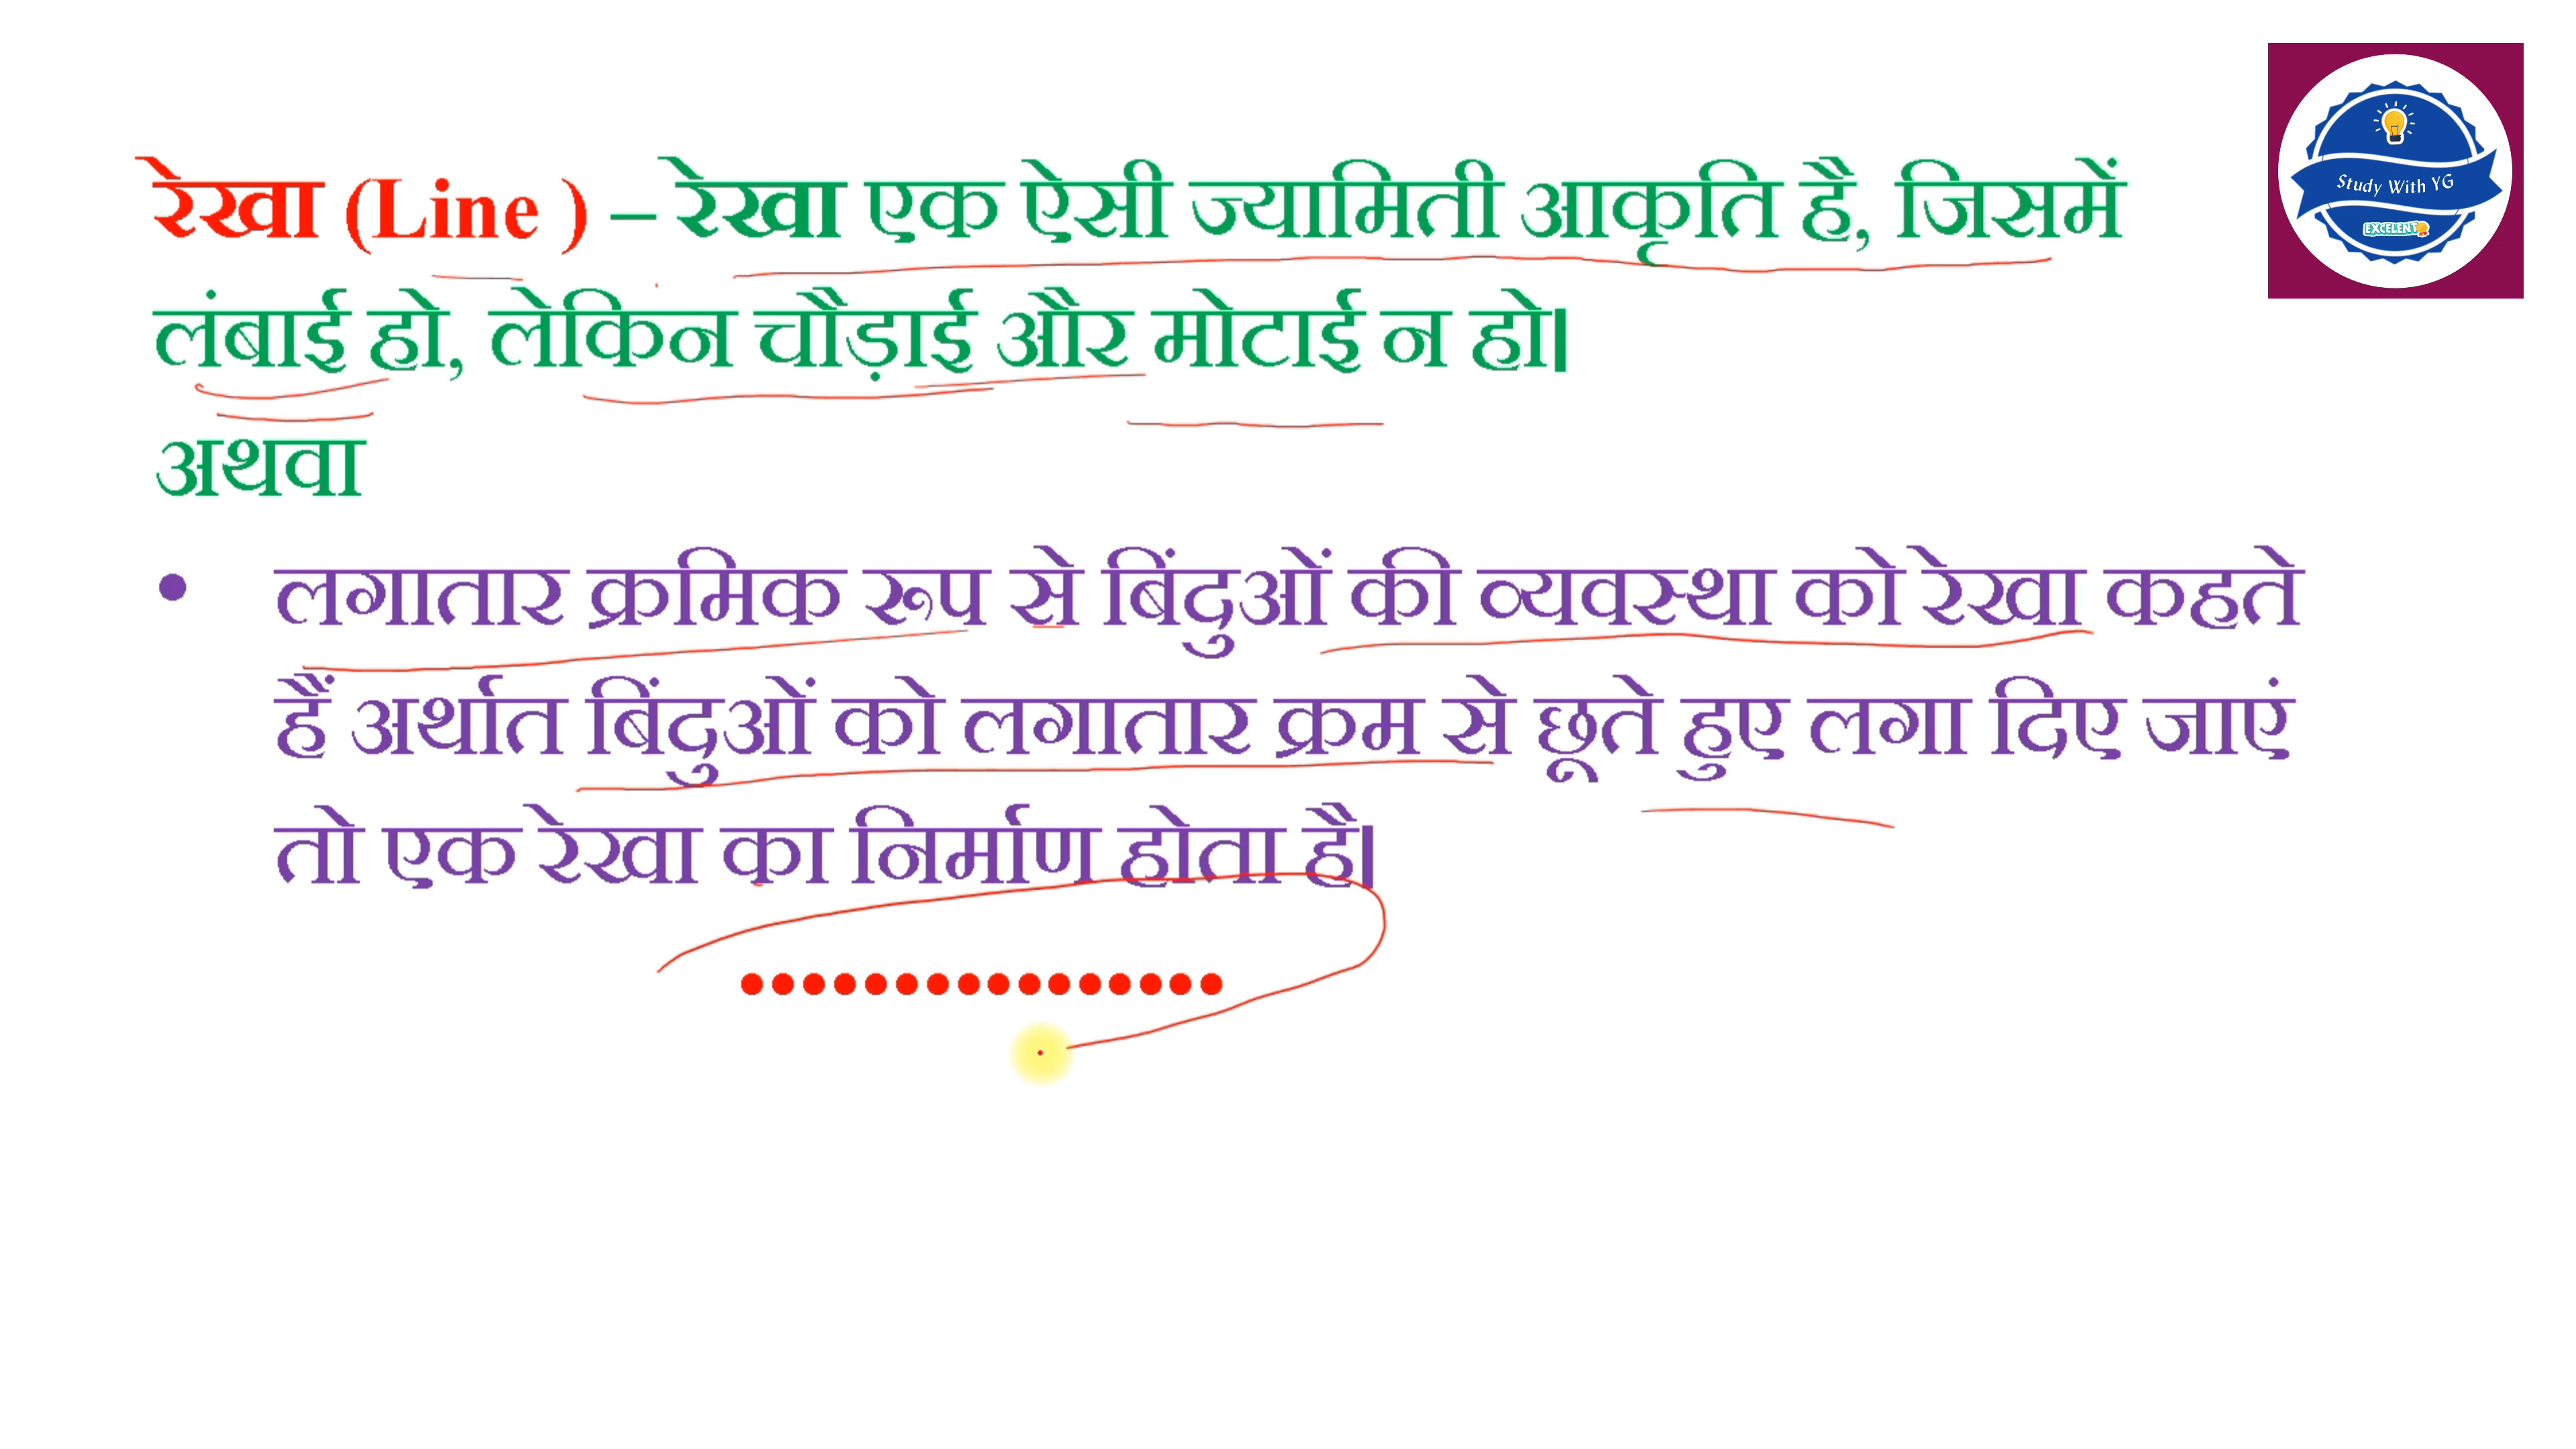 रेखा (Line ) – रेखा एक ऐसी ज्यामिती आकृति है, जिसमें
लंबाई हो, लेकिन चौड़ाई और मोटाई न हो।
अथवा
• लगातार क्रमिक रूप से बिंदुओं की व्यवस्था को रेखा कहते
हैं अर्थात बिंदुओं को लगातार क्रम से छूते हुए लगा दिए जाएं
तो एक रेखा का निर्माण होता है।
Study With YG
EXCELENT